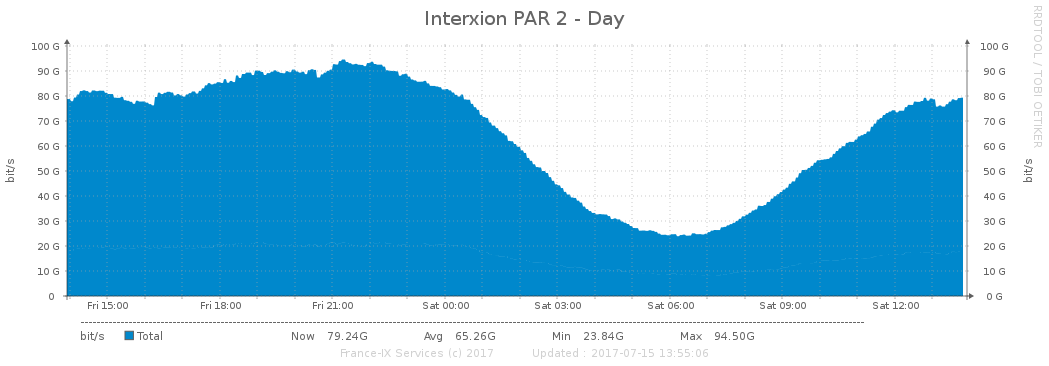 Interxion PAR 2 - Day
RRDTOOL / TOBI OETIKER
bit/s
100 G 100 G
90 G 90 G
80 G 80 G
70 G 70 G
60 G 60 G
50 G 50 G
40 G 40 G
30 G 30 G
20 G 20 G
10 G 10 G
0 0 G
bit/s
Fri 15:00 Fri 18:00 Fri 21:00 Sat 00:00 Sat 03:00 Sat 06:00 Sat 09:00 Sat 12:00
bit/s Total Now 79.24G Avg 65.26G Min 23.84G Max 94.50G
France-IX Services (c) 2017 Updated : 2017-07-15 13:55:06